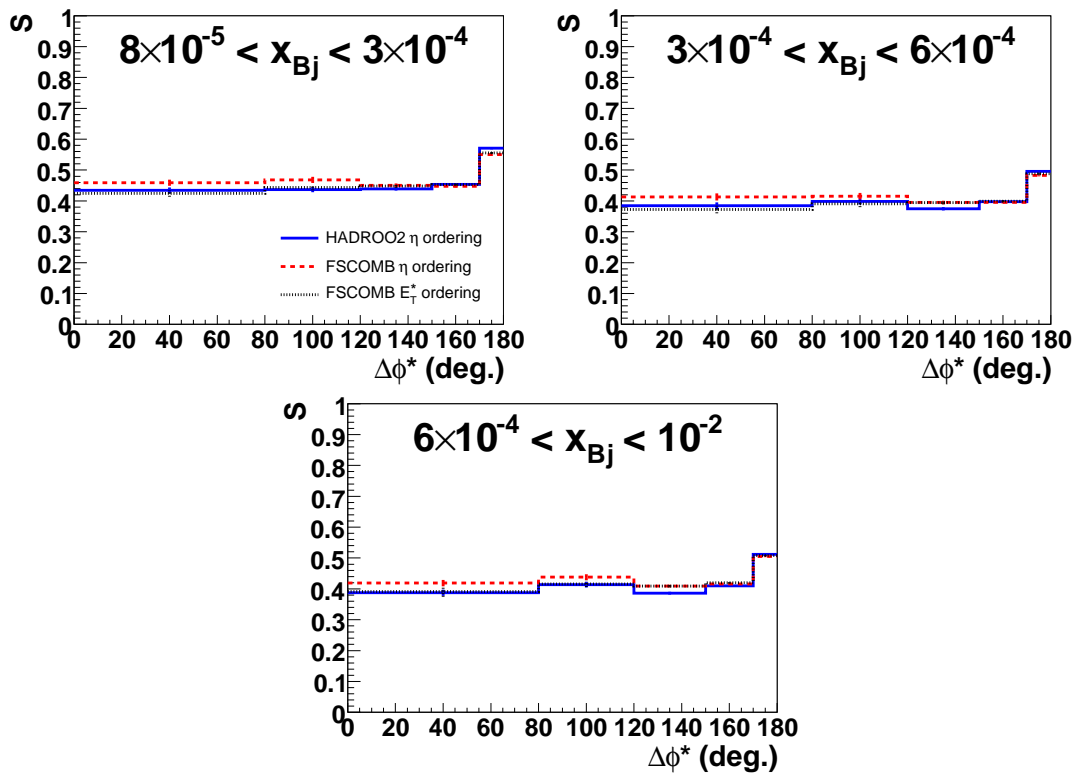 8×10⁻⁵ < x_Bj < 3×10⁻⁴
S
1
0.9
0.8
0.7
0.6
0.5
0.4
0.3
0.2
0.1
0
HADROO2 η ordering
FSCOMB η ordering
FSCOMB E*_T ordering
0 20 40 60 80 100 120 140 160 180
Δϕ* (deg.)
3×10⁻⁴ < x_Bj < 6×10⁻⁴
S
1
0.9
0.8
0.7
0.6
0.5
0.4
0.3
0.2
0.1
0
0 20 40 60 80 100 120 140 160 180
Δϕ* (deg.)
6×10⁻⁴ < x_Bj < 10⁻²
S
1
0.9
0.8
0.7
0.6
0.5
0.4
0.3
0.2
0.1
0
0 20 40 60 80 100 120 140 160 180
Δϕ* (deg.)